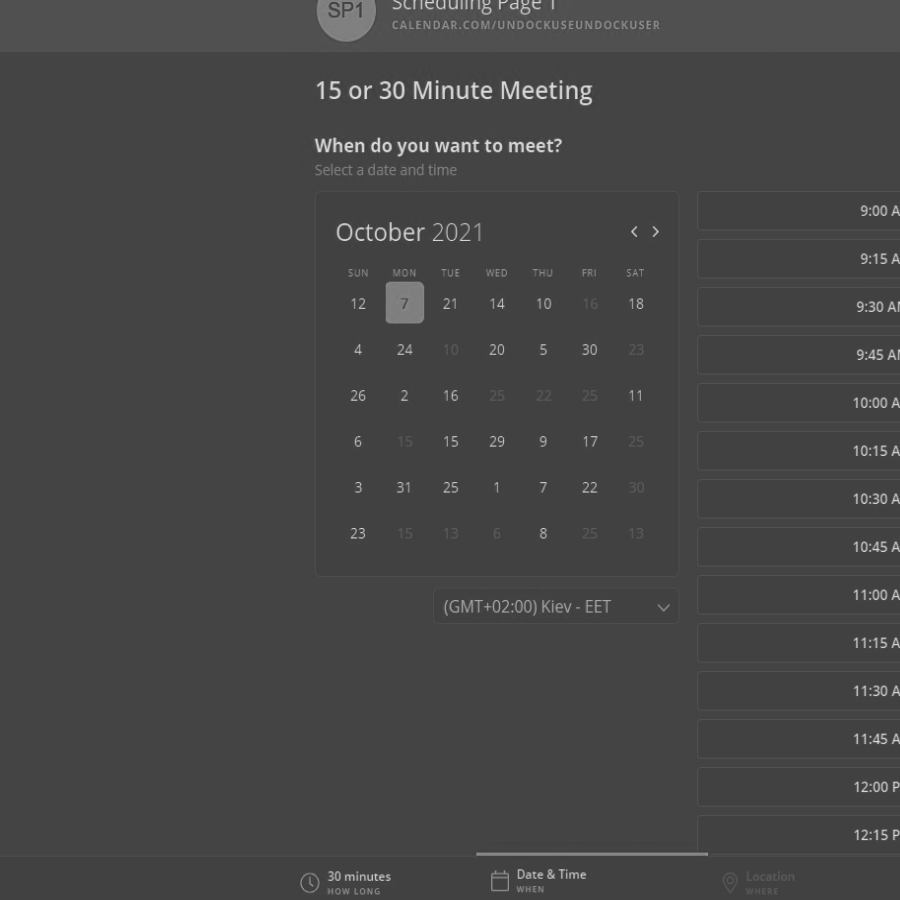 SP1
Scheduling Page 1
CALENDAR.COM/UNDOCKUSEUNDOCKUSER
15 or 30 Minute Meeting
When do you want to meet?
Select a date and time
October 2021
SUN MON TUE WED THU FRI SAT
12 7 21 14 10 16 18
4 24 10 20 5 30 23
26 2 16 25 22 25 11
6 15 15 29 9 17 25
3 31 25 1 7 22 30
23 15 13 6 8 25 13
(GMT+02:00) Kiev - EET
9:00 A
9:15 A
9:30 AM
9:45 AM
10:00 A
10:15 A
10:30 A
10:45 A
11:00 A
11:15 A
11:30 A
11:45 A
12:00 P
12:15 P
30 minutes
HOW LONG
Date & Time
WHEN
Location
WHERE